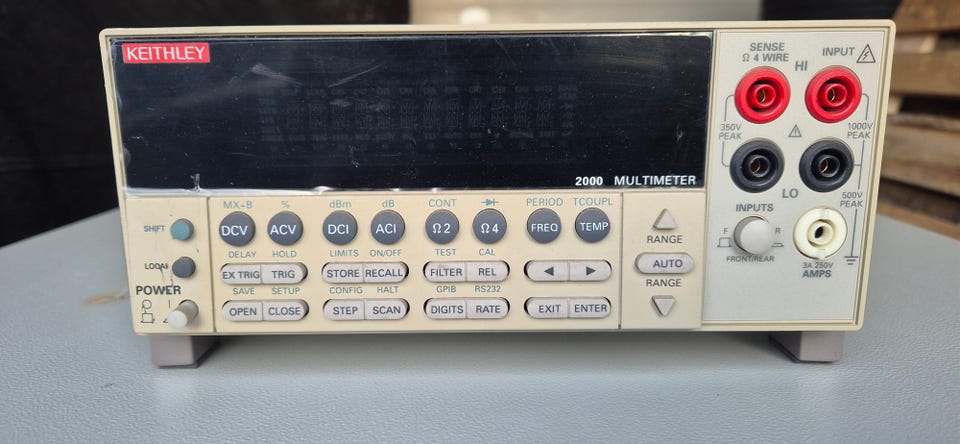 KEITHLEY
2000 MULTIMETER
SENSE
Ω 4 WIRE
INPUT
HI
350V
PEAK
1000V
PEAK
LO
500V
PEAK
INPUTS
F R
FRONT/REAR
3A 250V
AMPS
MX+B % dBm dB CONT PERIOD TCOUPL
SHIFT
DCV ACV DCI ACI Ω2 Ω4 FREQ TEMP
DELAY HOLD LIMITS ON/OFF TEST CAL
LOCAL
EX TRIG TRIG STORE RECALL FILTER REL ◄ ►
POWER
SAVE SETUP CONFIG HALT GPIB RS232
OPEN CLOSE STEP SCAN DIGITS RATE EXIT ENTER
RANGE
AUTO
RANGE